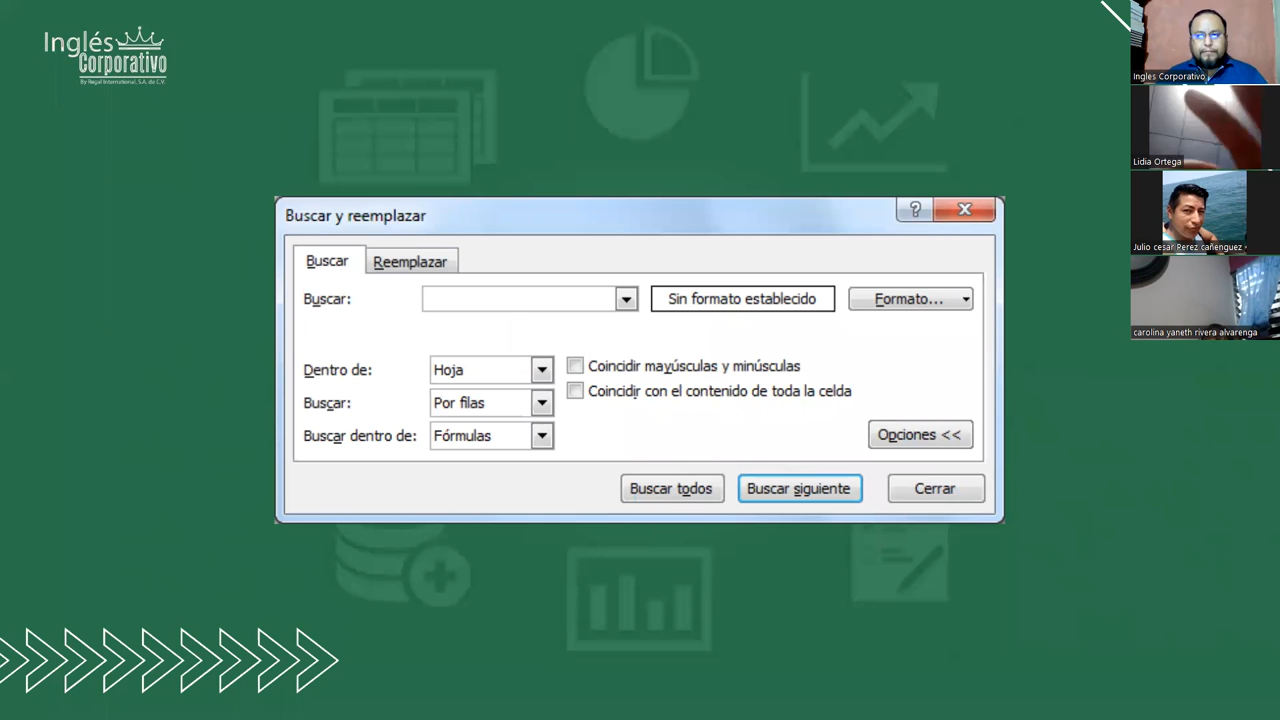 Inglés
Corporativo
By Regal International, S.A. de C.V.
Buscar y reemplazar
Buscar
Reemplazar
Buscar:
Sin formato establecido
Formato...
Dentro de:
Hoja
Coincidir mayúsculas y minúsculas
Buscar:
Por filas
Coincidir con el contenido de toda la celda
Buscar dentro de:
Fórmulas
Opciones <<
Buscar todos
Buscar siguiente
Cerrar
Ingles Corporativo
Lidia Ortega
Julio cesar Perez cañenguez
carolina yaneth rivera alvarenga